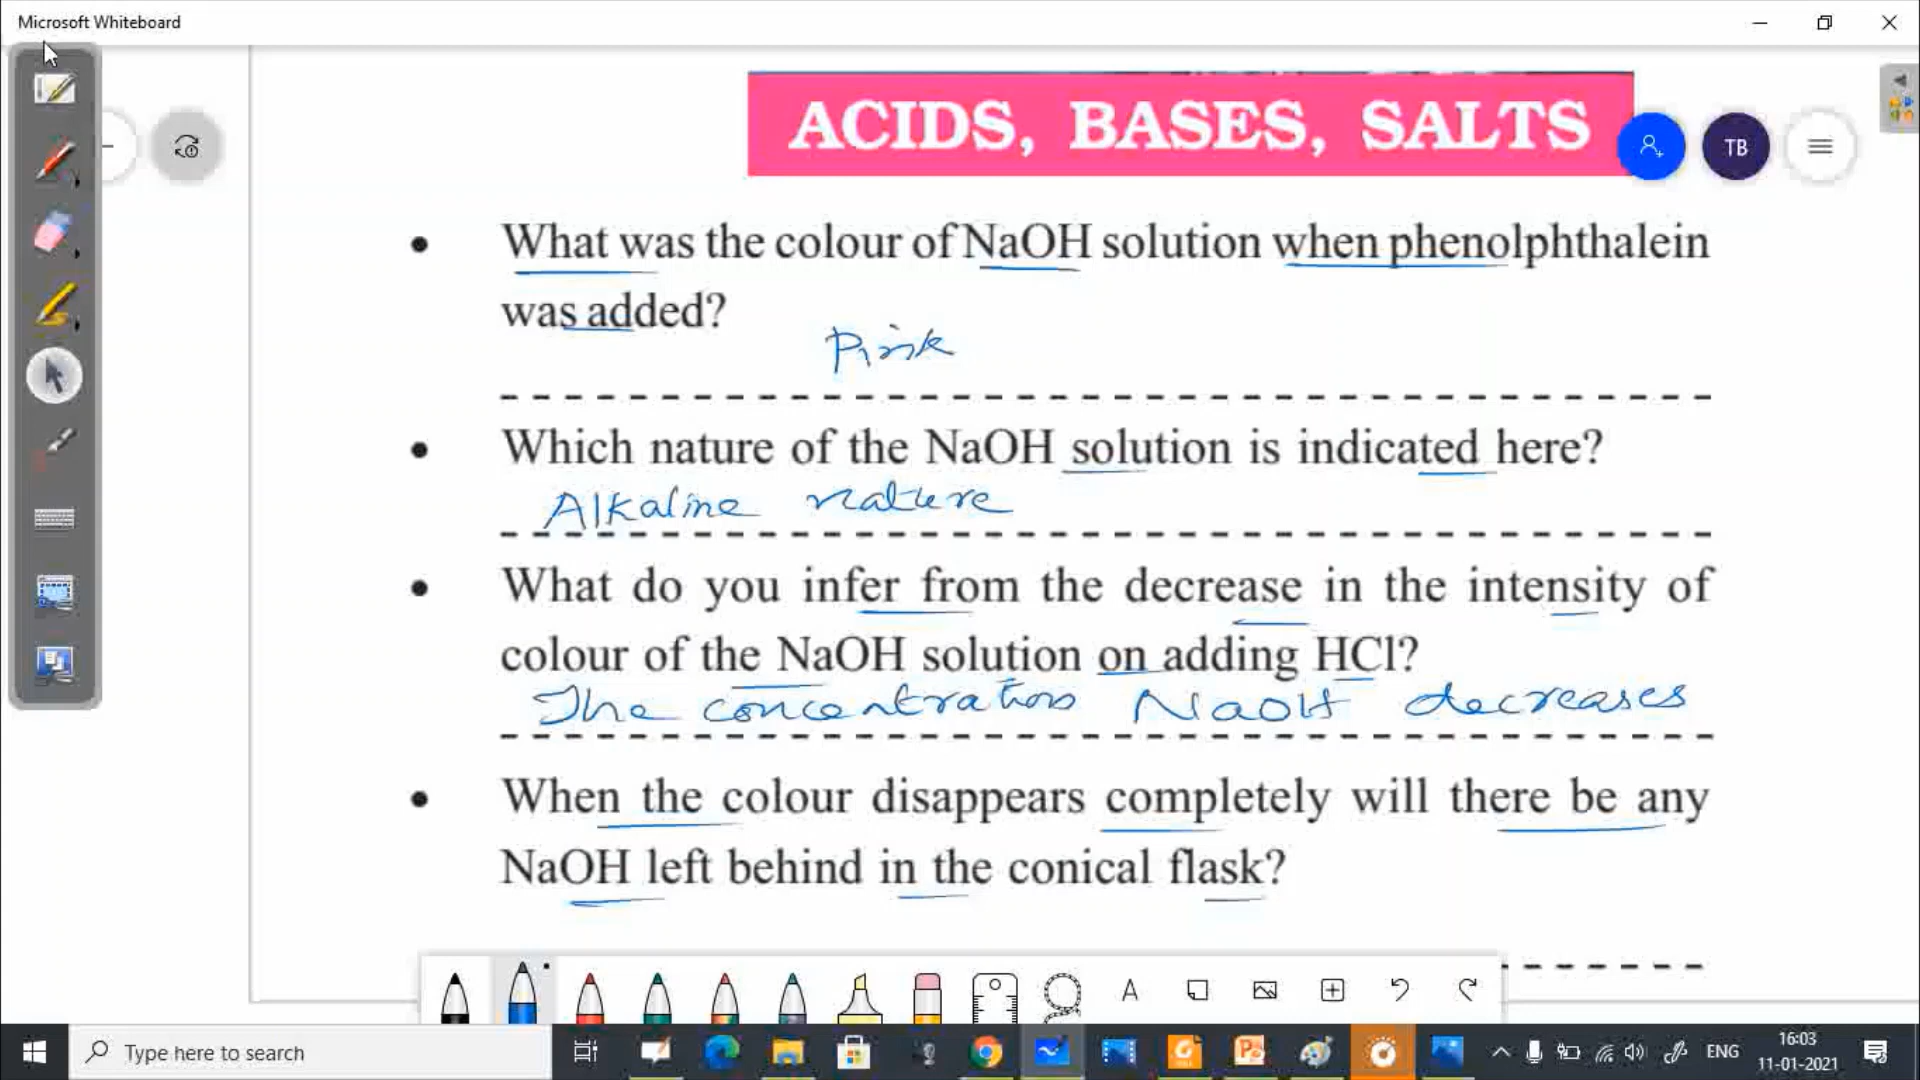 Microsoft Whiteboard
ACIDS, BASES, SALTS
TB
• What was the colour of NaOH solution when phenolphthalein
was added?
Pink
• Which nature of the NaOH solution is indicated here?
Alkaline nature
• What do you infer from the decrease in the intensity of
colour of the NaOH solution on adding HCl?
The concentration NaOH decreases
• When the colour disappears completely will there be any
NaOH left behind in the conical flask?
Type here to search
ENG
16:03
11-01-2021